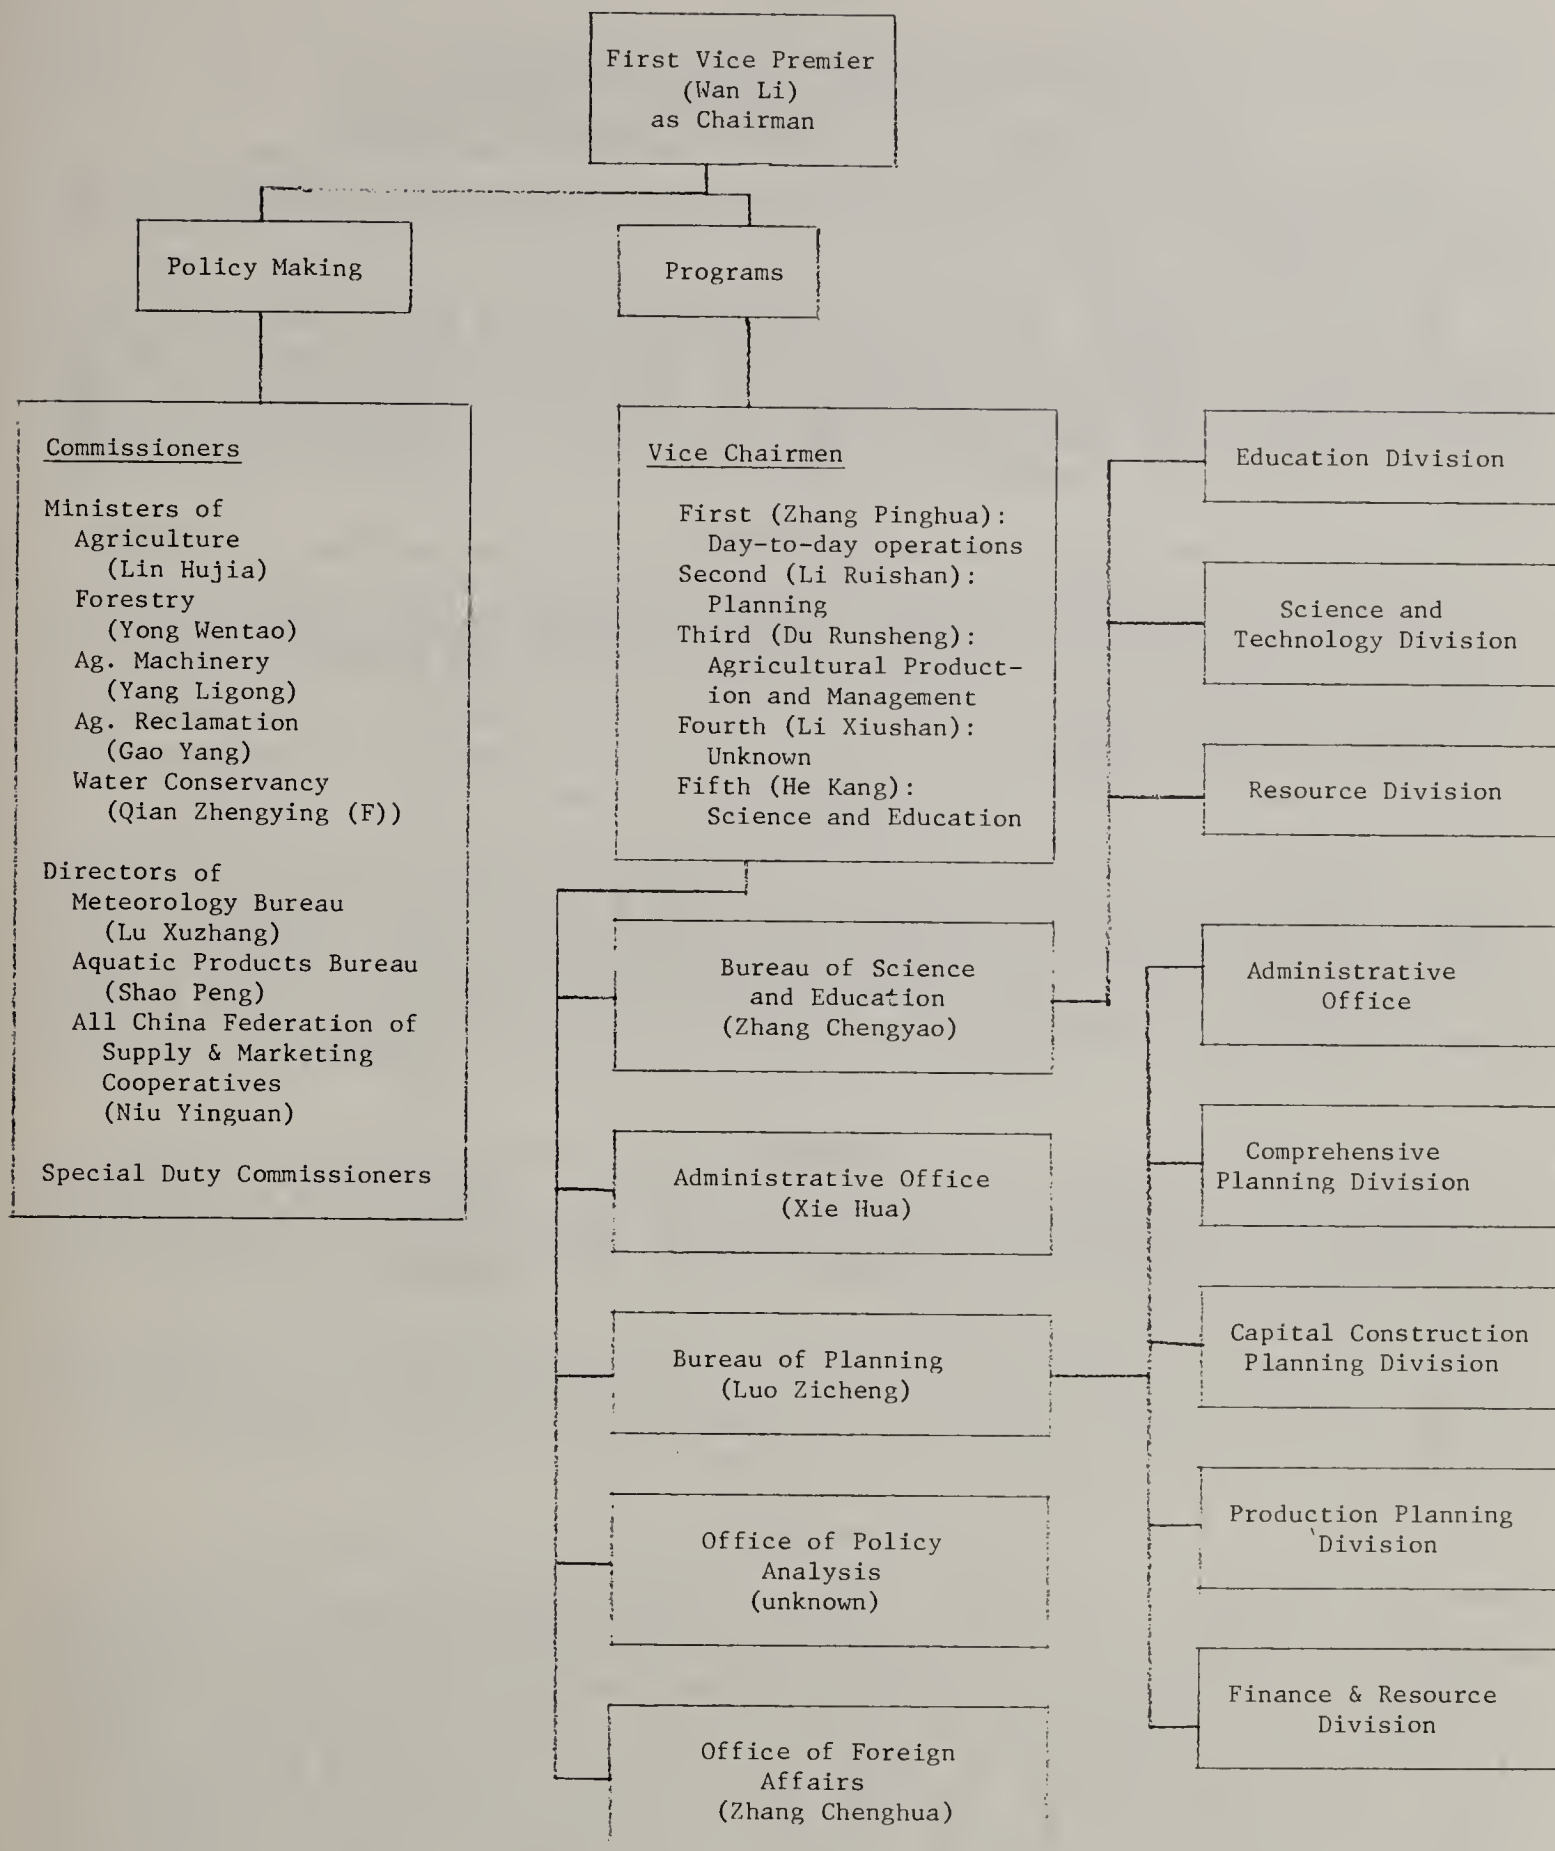 First Vice Premier
(Wan Li)
as Chairman
Policy Making
Programs
Commissioners
Ministers of
Agriculture
(Lin Hujia)
Forestry
(Yong Wentao)
Ag. Machinery
(Yang Ligong)
Ag. Reclamation
(Gao Yang)
Water Conservancy
(Qian Zhengying (F))
Directors of
Meteorology Bureau
(Lu Xuzhang)
Aquatic Products Bureau
(Shao Peng)
All China Federation of
Supply & Marketing
Cooperatives
(Niu Yinguan)
Special Duty Commissioners
Vice Chairmen
First (Zhang Pinghua):
Day-to-day operations
Second (Li Ruishan):
Planning
Third (Du Runsheng):
Agricultural Product-
ion and Management
Fourth (Li Xiushan):
Unknown
Fifth (He Kang):
Science and Education
Bureau of Science
and Education
(Zhang Chengyao)
Administrative Office
(Xie Hua)
Bureau of Planning
(Luo Zicheng)
Office of Policy
Analysis
(unknown)
Office of Foreign
Affairs
(Zhang Chenghua)
Education Division
Science and
Technology Division
Resource Division
Administrative
Office
Comprehensive
Planning Division
Capital Construction
Planning Division
Production Planning
Division
Finance & Resource
Division